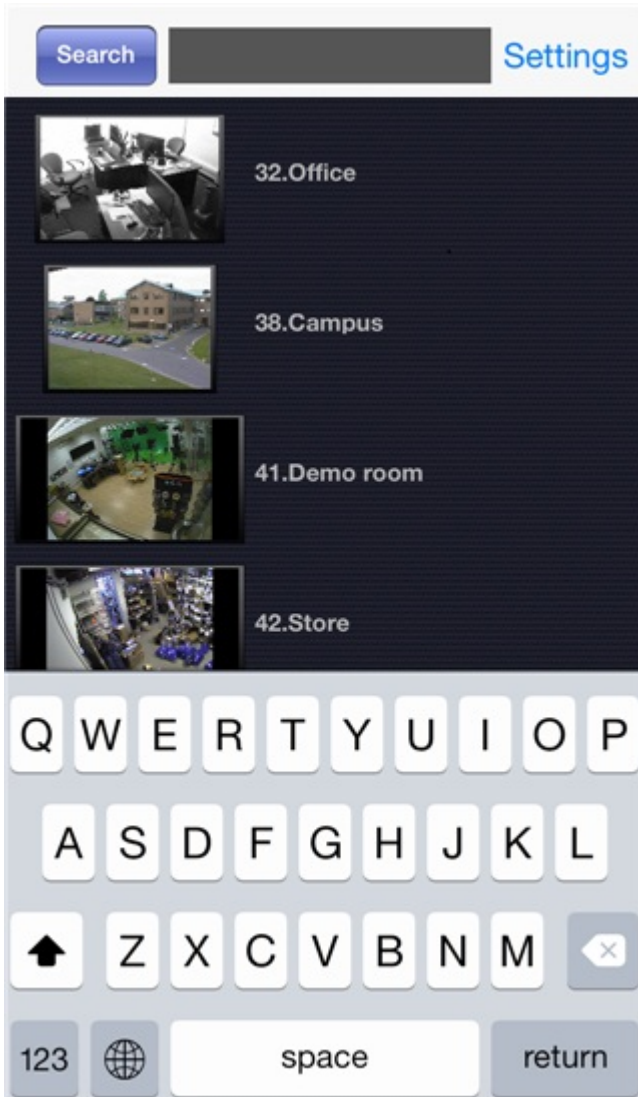 Search Settings
32.Office
38.Campus
41.Demo room
42.Store
Q W E R T Y U I O P
A S D F G H J K L
Z X C V B N M
123 space return